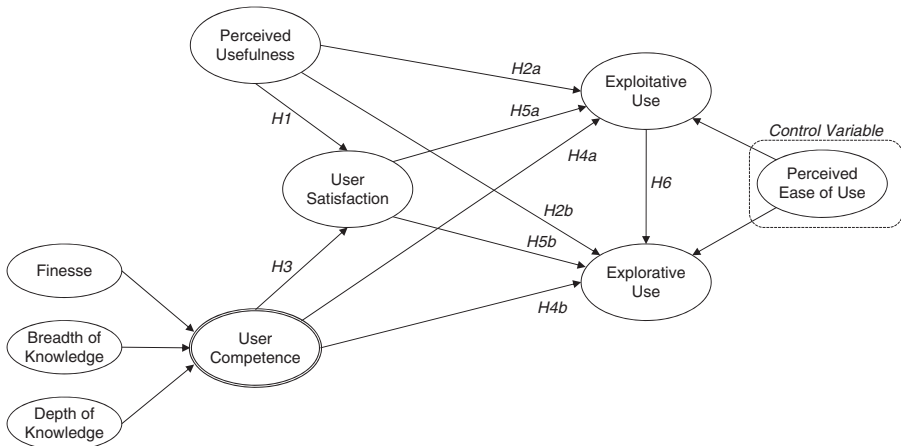 Perceived
Usefulness
H2a
Exploitative
Use
H5a
H1
Control Variable
H4a
User
Satisfaction
H6
Perceived
Ease of Use
H2b
H5b
H3
Finesse
Explorative
Use
H4b
Breadth of
Knowledge
User
Competence
Depth of
Knowledge